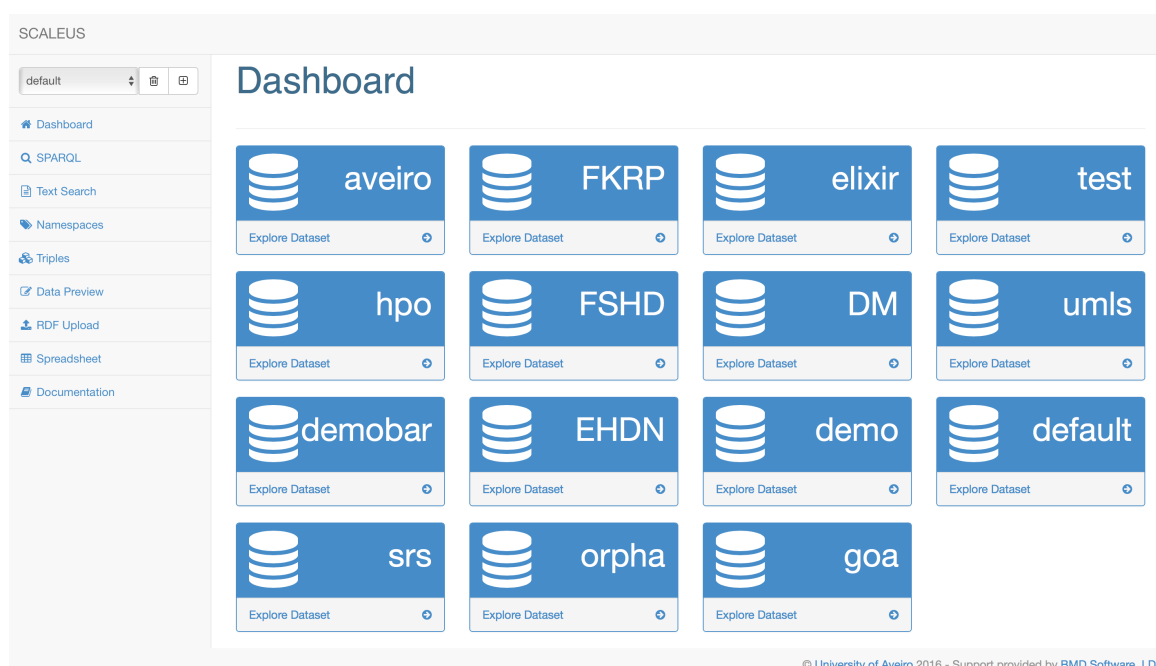 SCALEUS
default
Dashboard
SPARQL
Text Search
Namespaces
Triples
Data Preview
RDF Upload
Spreadsheet
Documentation
Dashboard
aveiro
Explore Dataset
FKRP
Explore Dataset
elixir
Explore Dataset
test
Explore Dataset
hpo
Explore Dataset
FSHD
Explore Dataset
DM
Explore Dataset
umls
Explore Dataset
demobar
Explore Dataset
EHDN
Explore Dataset
demo
Explore Dataset
default
Explore Dataset
srs
Explore Dataset
orpha
Explore Dataset
goa
Explore Dataset
© University of Aveiro 2016 - Support provided by BMD Software, LD